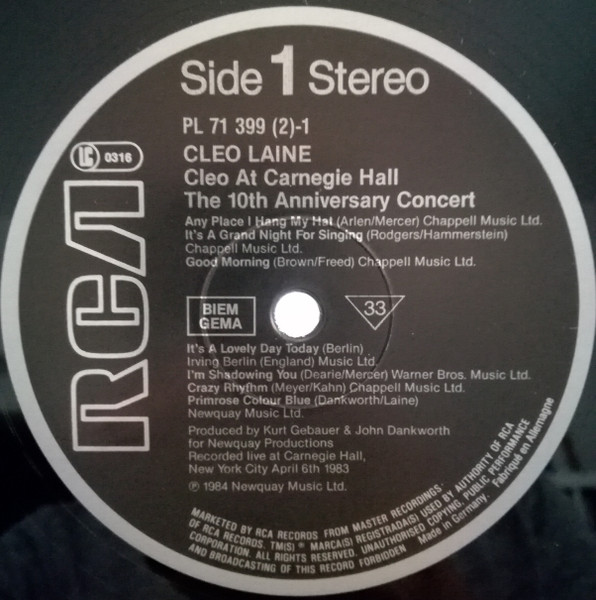 Side 1 Stereo
PL 71 399 (2)-1
LC 0316
CLEO LAINE
Cleo At Carnegie Hall
The 10th Anniversary Concert
Any Place I Hang My Hat (Arlen/Mercer) Chappell Music Ltd.
It's A Grand Night For Singing (Rodgers/Hammerstein)
Chappell Music Ltd.
Good Morning (Brown/Freed) Chappell Music Ltd.
RCA
BIEM
GEMA
33
It's A Lovely Day Today (Berlin)
Irving Berlin (England) Music Ltd.
I'm Shadowing You (Dearie/Mercer) Warner Bros. Music Ltd.
Crazy Rhythm (Meyer/Kahn) Chappell Music Ltd.
Primrose Colour Blue (Dankworth/Laine)
Newquay Music Ltd.
Produced by Kurt Gebauer & John Dankworth
for Newquay Productions
Recorded live at Carnegie Hall,
New York City April 6th 1983
℗ 1984 Newquay Music Ltd.
MARKETED BY RCA RECORDS FROM MASTER RECORDINGS·
OF RCA RECORDS. TM(S) ® MARCA(S) REGISTRADA(S) USED BY AUTHORITY OF RCA
CORPORATION. ALL RIGHTS RESERVED. UNAUTHORISED COPYING, PUBLIC PERFORMANCE
AND BROADCASTING OF THIS RECORD FORBIDDEN
Made in Germany. Fabriqué en Allemagne